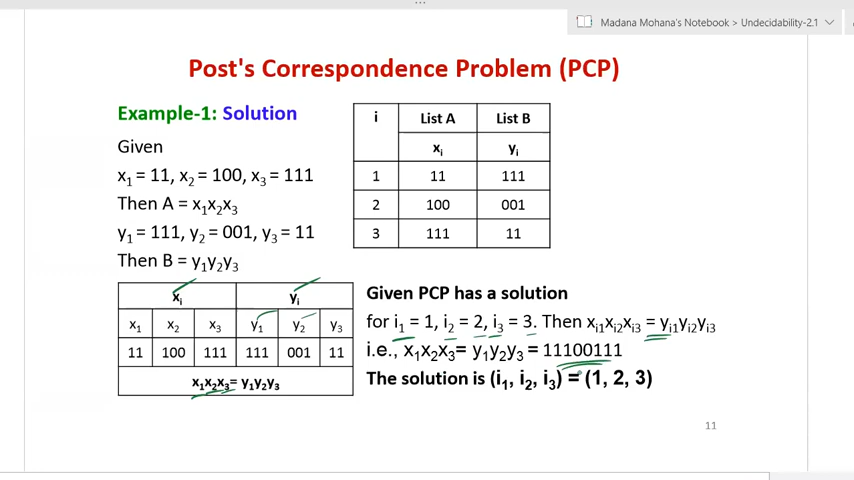 Madana Mohana's Notebook > Undecidability-2.1
Post's Correspondence Problem (PCP)
Example-1: Solution
Given
x1 = 11, x2 = 100, x3 = 111
Then A = x1x2x3
y1 = 111, y2 = 001, y3 = 11
Then B = y1y2y3
i List A List B
xi yi
1 11 111
2 100 001
3 111 11
xi yi
x1 x2 x3 y1 y2 y3
11 100 111 111 001 11
x1x2x3= y1y2y3
Given PCP has a solution
for i1 = 1, i2 = 2, i3 = 3. Then xi1xi2xi3 = yi1yi2yi3
i.e., x1x2x3= y1y2y3 = 11100111
The solution is (i1, i2, i3) = (1, 2, 3)
11